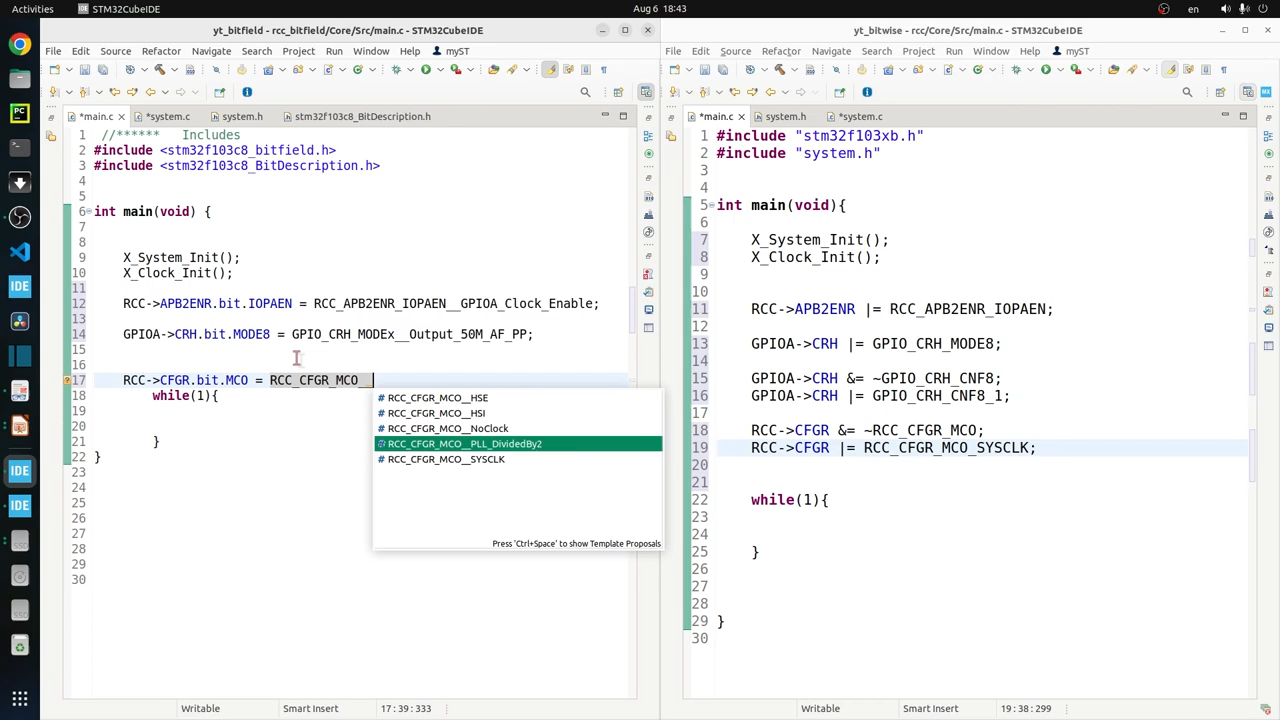 Activities
STM32CubeIDE
Aug 6 18:43
en
yt_bitfield - rcc_bitfield/Core/Src/main.c - STM32CubeIDE
File Edit Source Refactor Navigate Search Project Run Window Help myST
*main.c *system.c system.h stm32f103c8_BitDescription.h
1 //****** Includes
2 #include <stm32f103c8_bitfield.h>
3 #include <stm32f103c8_BitDescription.h>
4
5
6 int main(void) {
7
8
9 X_System_Init();
10 X_Clock_Init();
11
12 RCC->APB2ENR.bit.IOPAEN = RCC_APB2ENR_IOPAEN__GPIOA_Clock_Enable;
13
14 GPIOA->CRH.bit.MODE8 = GPIO_CRH_MODEx__Output_50M_AF_PP;
15
16
17 RCC->CFGR.bit.MCO = RCC_CFGR_MCO__
18 while(1){
19
20
21 }
22 }
23
24
25
26
27
28
29
30
# RCC_CFGR_MCO__HSE
# RCC_CFGR_MCO__HSI
# RCC_CFGR_MCO__NoClock
# RCC_CFGR_MCO__PLL_DividedBy2
# RCC_CFGR_MCO__SYSCLK
Press 'Ctrl+Space' to show Template Proposals
Writable
Smart Insert
17 : 39 : 333
yt_bitwise - rcc/Core/Src/main.c - STM32CubeIDE
File Edit Source Refactor Navigate Search Project Run Window Help myST
*main.c system.h *system.c
1 #include "stm32f103xb.h"
2 #include "system.h"
3
4
5 int main(void){
6
7 X_System_Init();
8 X_Clock_Init();
9
10
11 RCC->APB2ENR |= RCC_APB2ENR_IOPAEN;
12
13 GPIOA->CRH |= GPIO_CRH_MODE8;
14
15 GPIOA->CRH &= ~GPIO_CRH_CNF8;
16 GPIOA->CRH |= GPIO_CRH_CNF8_1;
17
18 RCC->CFGR &= ~RCC_CFGR_MCO;
19 RCC->CFGR |= RCC_CFGR_MCO_SYSCLK;
20
21
22 while(1){
23
24
25 }
26
27
28
29 }
30
Writable
Smart Insert
19 : 38 : 299